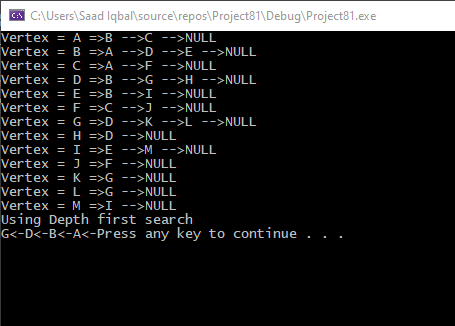 C:\Users\Saad Iqbal\source\repos\Project81\Debug\Project81.exe
Vertex = A =>B -->C -->NULL
Vertex = B =>A -->D -->E -->NULL
Vertex = C =>A -->F -->NULL
Vertex = D =>B -->G -->H -->NULL
Vertex = E =>B -->I -->NULL
Vertex = F =>C -->J -->NULL
Vertex = G =>D -->K -->L -->NULL
Vertex = H =>D -->NULL
Vertex = I =>E -->M -->NULL
Vertex = J =>F -->NULL
Vertex = K =>G -->NULL
Vertex = L =>G -->NULL
Vertex = M =>I -->NULL
Using Depth first search
G<-D<-B<-A<-Press any key to continue . . .